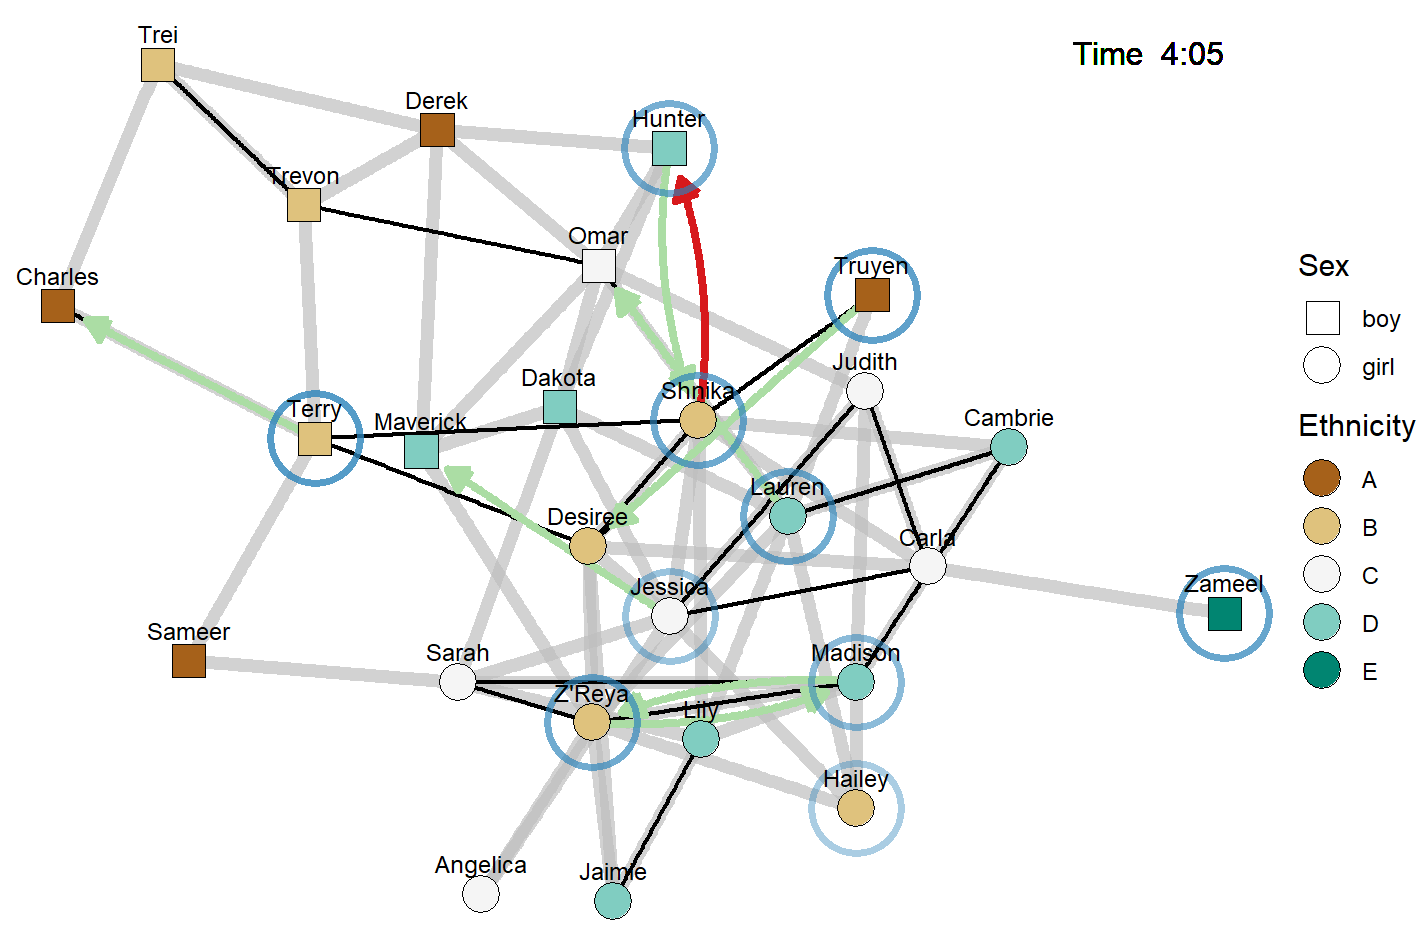 Trei
Time 4:05
Derek
Hunter
Trevon
Omar
Charles
Truyen
Sex
boy
Judith
girl
Dakota
Shnika
Terry
Maverick
Cambrie
Ethnicity
A
Lauren
B
Desiree
Carla
C
Jessica
Zameel
D
Sameer
Sarah
Madison
E
Z'Reya
Lily
Hailey
Angelica
Jaimie